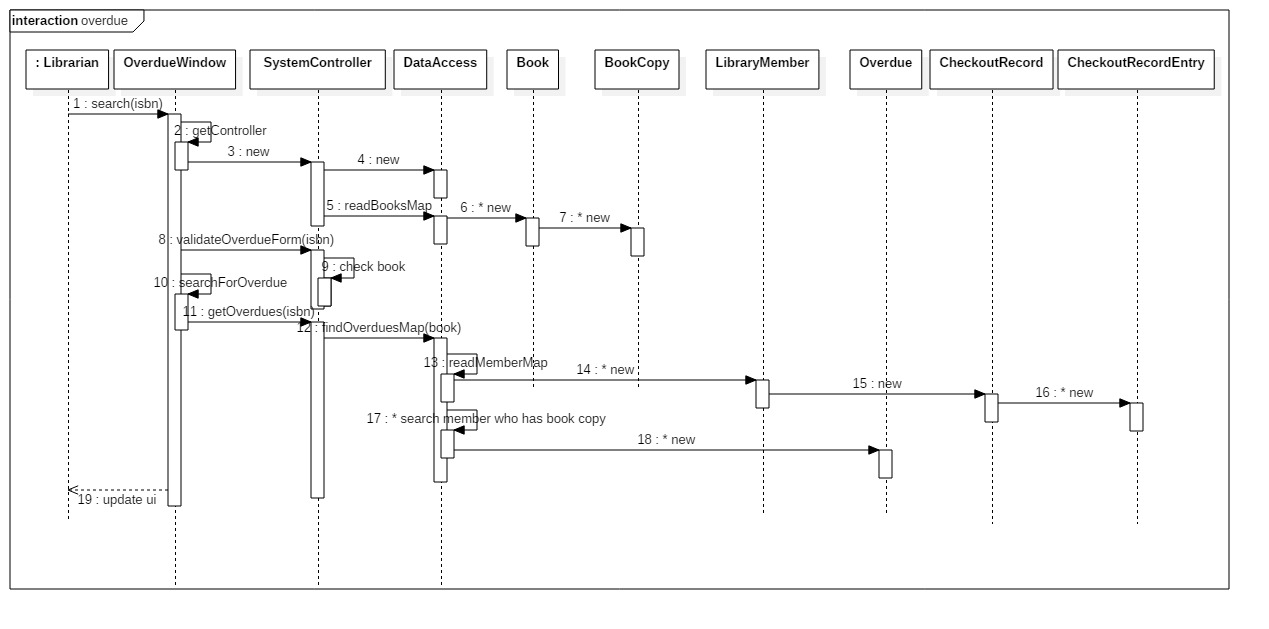 interaction overdue
: Librarian
OverdueWindow
SystemController
DataAccess
Book
BookCopy
LibraryMember
Overdue
CheckoutRecord
CheckoutRecordEntry
1 : search(isbn)
2 : getController
3 : new
4 : new
5 : readBooksMap
6 : * new
7 : * new
8 : validateOverdueForm(isbn)
9 : check book
10 : searchForOverdue
11 : getOverdues(isbn)
12 : findOverduesMap(book)
13 : readMemberMap
14 : * new
15 : new
16 : * new
17 : * search member who has book copy
18 : * new
19 : update ui